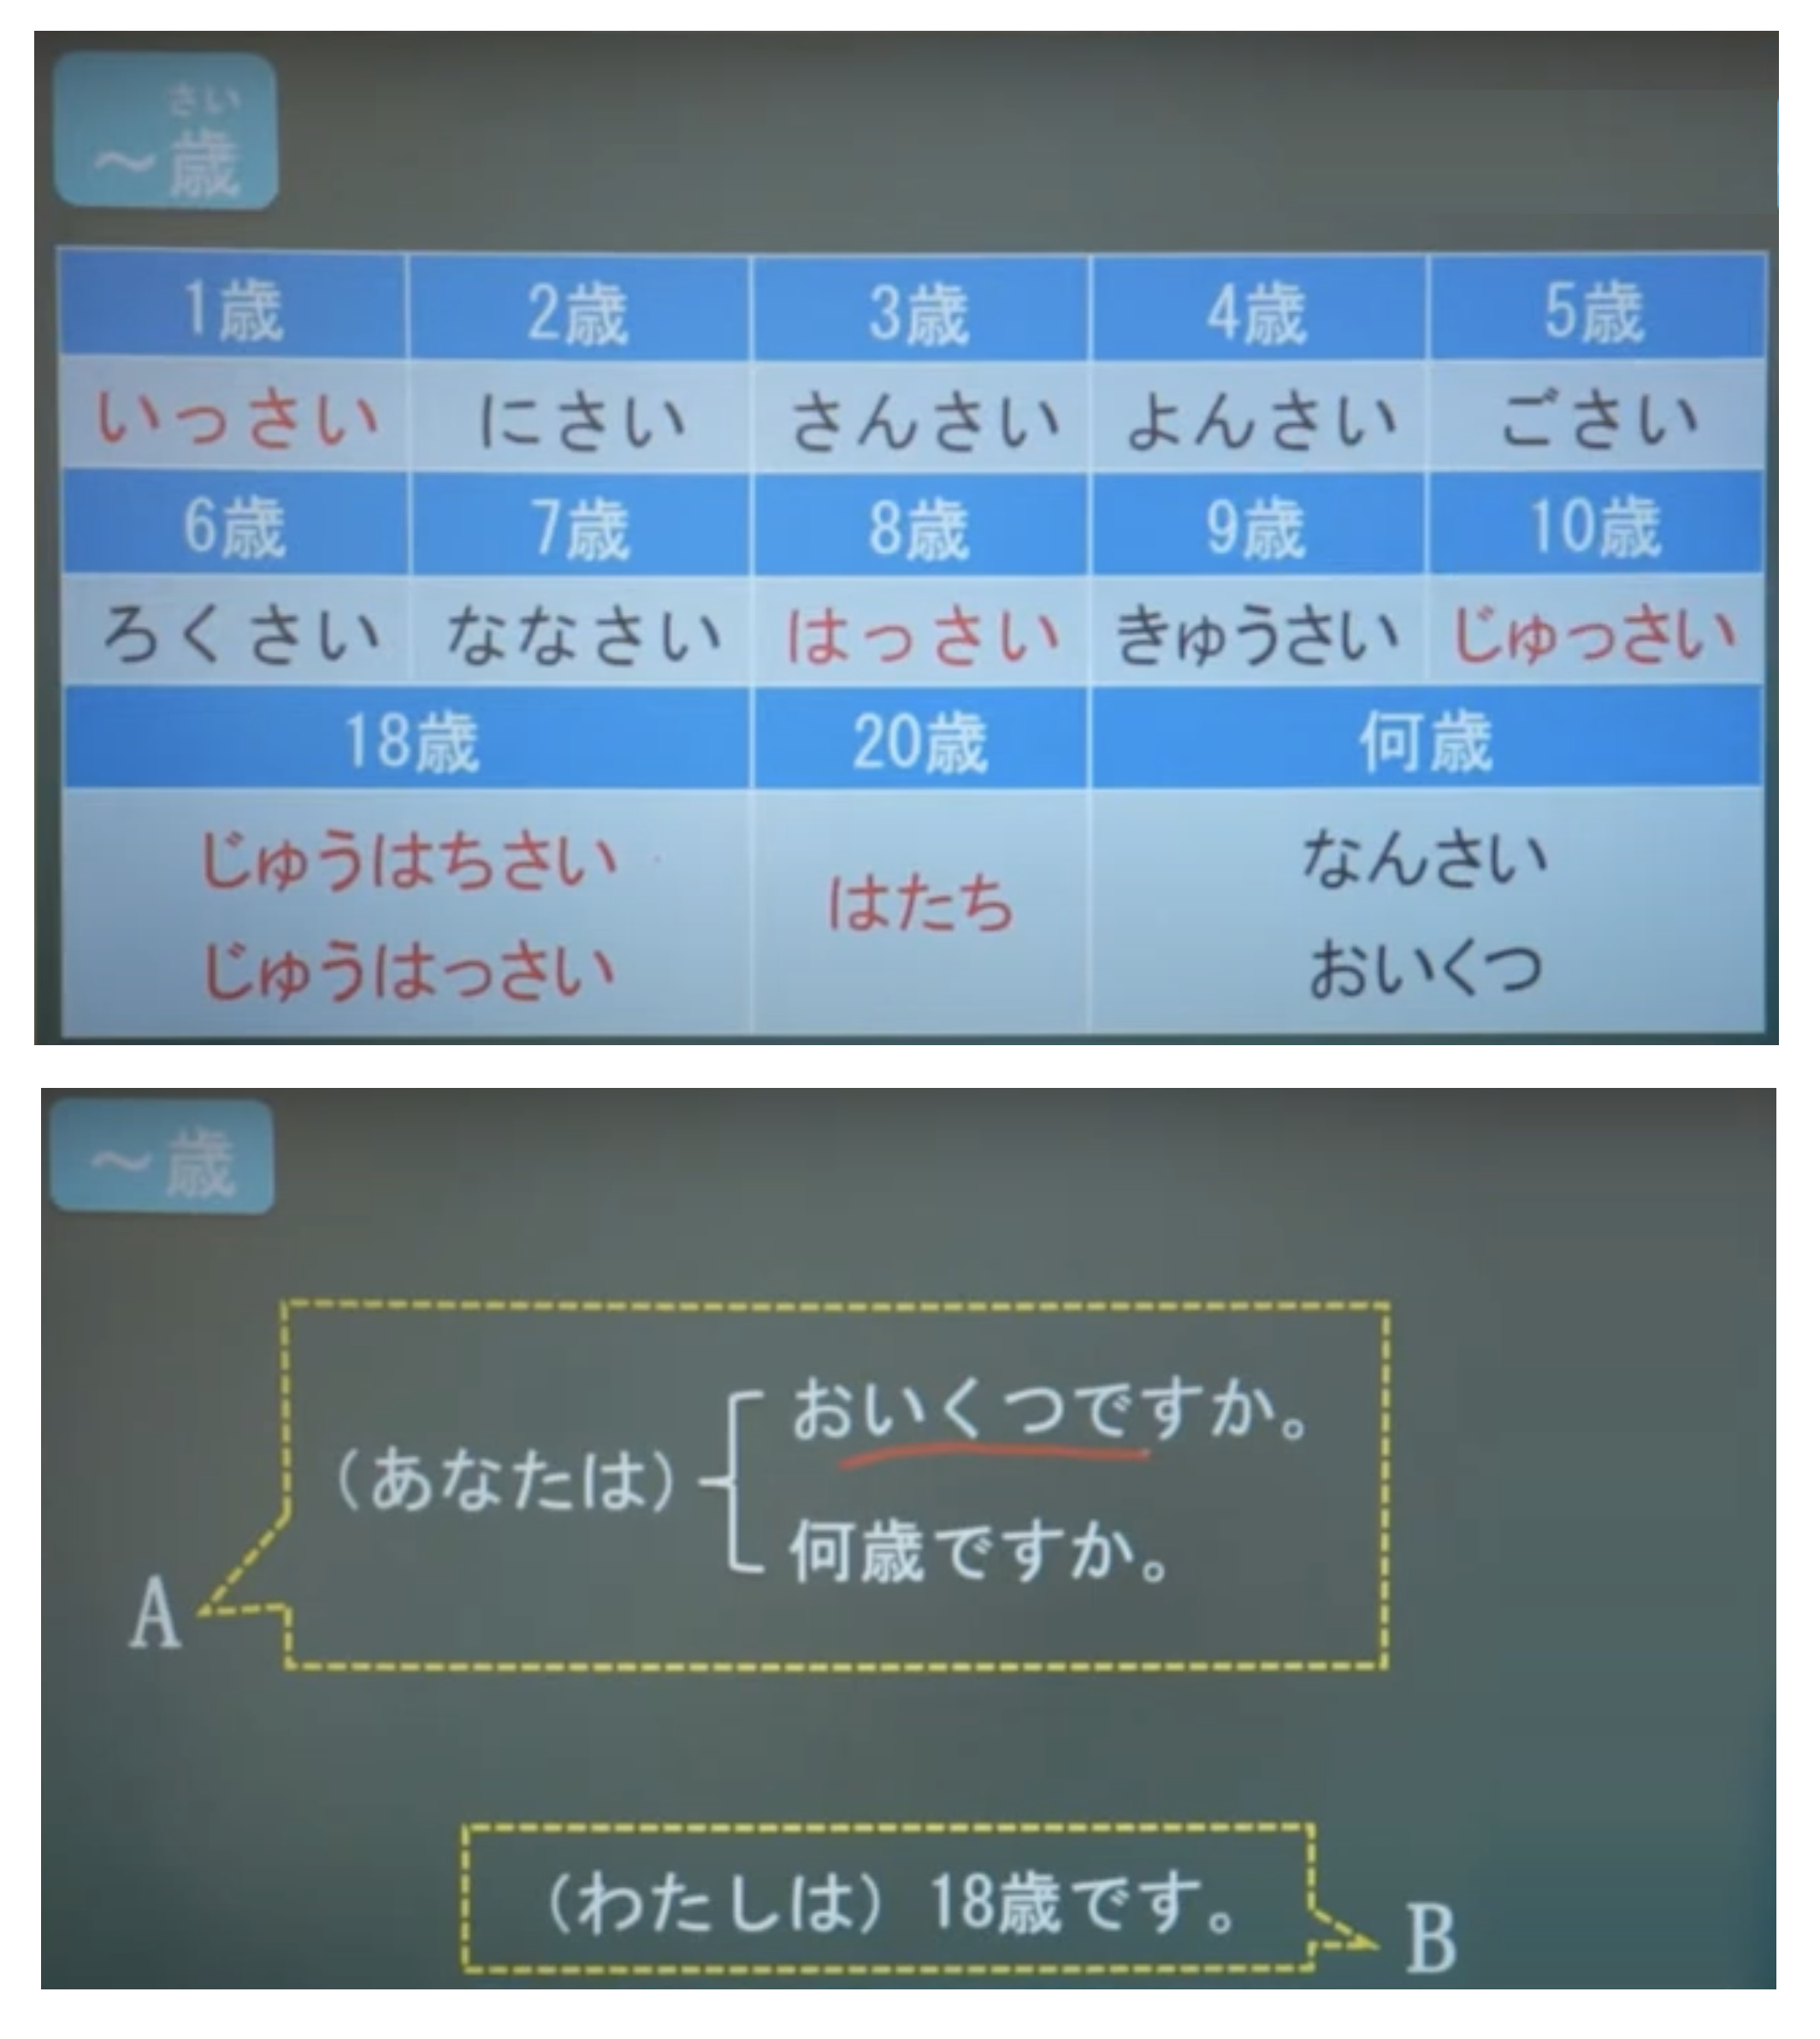 さい
～歳
1歳 2歳 3歳 4歳 5歳
いっさい にさい さんさい よんさい ごさい
6歳 7歳 8歳 9歳 10歳
ろくさい ななさい はっさい きゅうさい じゅっさい
18歳 20歳 何歳
じゅうはちさい
じゅうはっさい
はたち
なんさい
おいくつ
～歳
（あなたは）
おいくつですか。
何歳ですか。
A
（わたしは）18歳です。
B